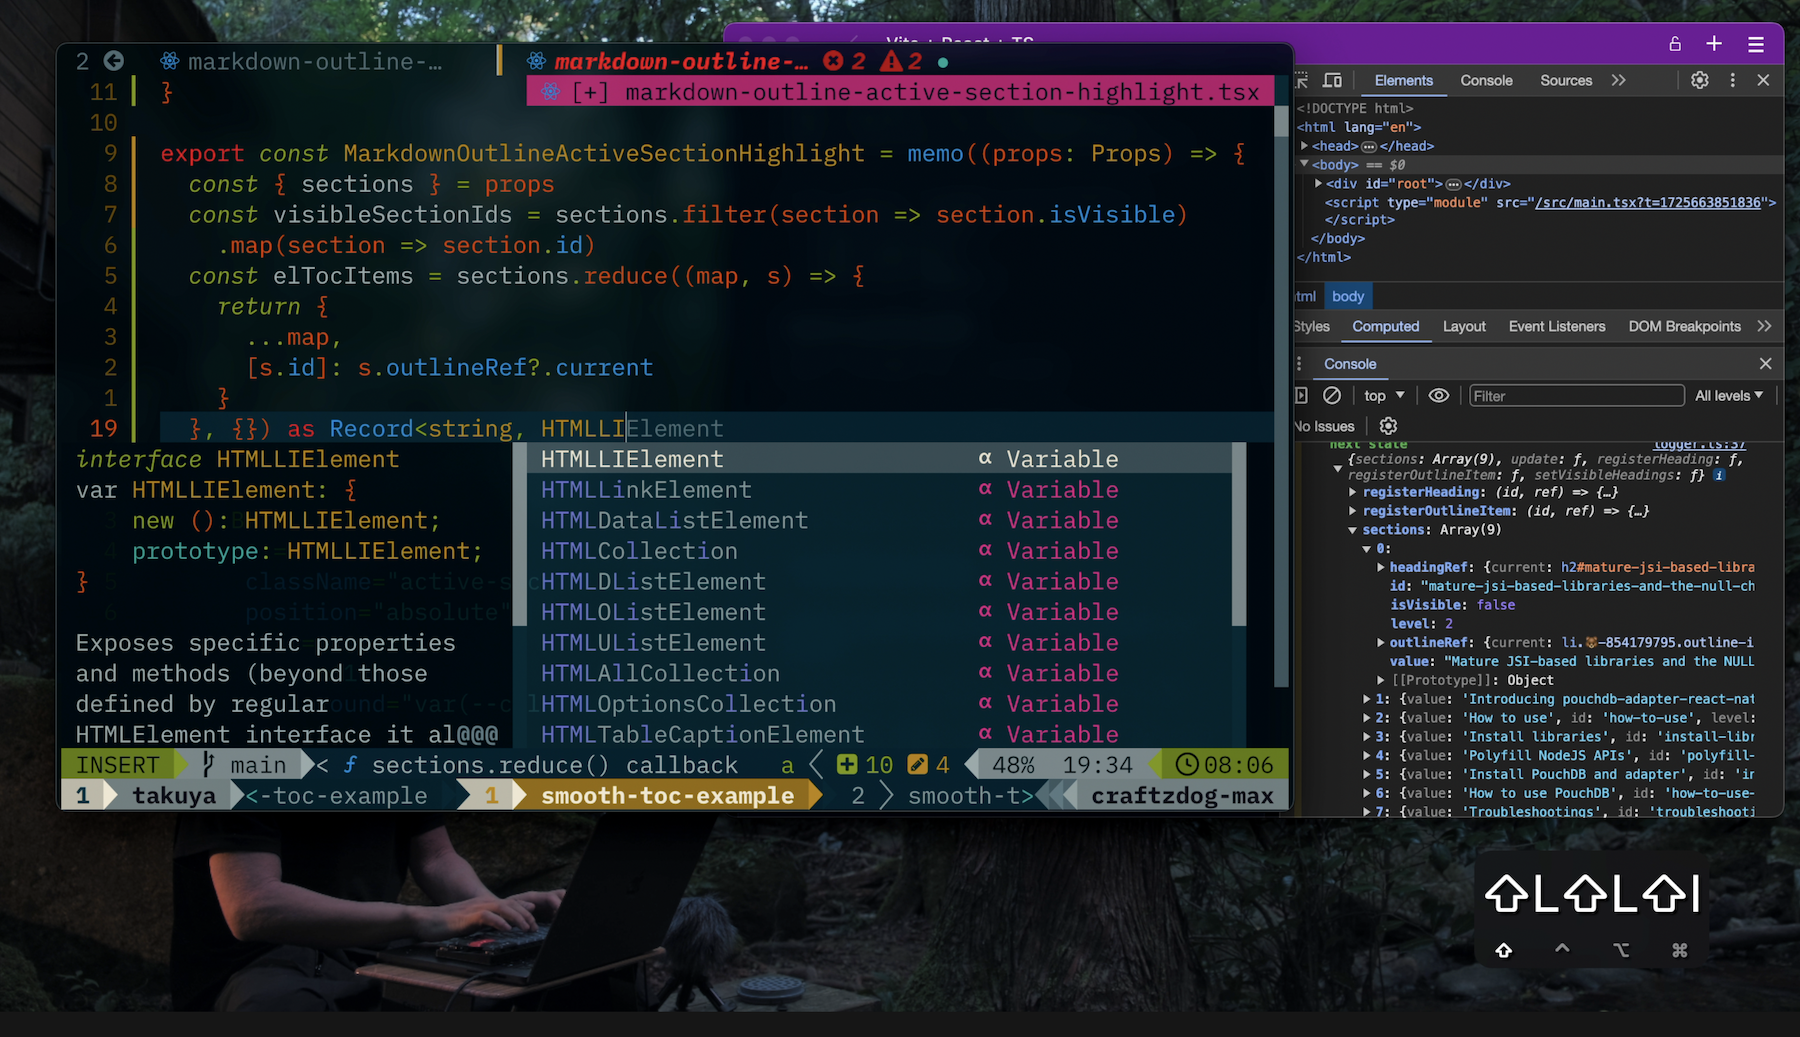 Vite + React + TS
2 markdown-outline-… markdown-outline-… 2 2
[+] markdown-outline-active-section-highlight.tsx
11 }
10
9 export const MarkdownOutlineActiveSectionHighlight = memo((props: Props) => {
8 const { sections } = props
7 const visibleSectionIds = sections.filter(section => section.isVisible)
6 .map(section => section.id)
5 const elTocItems = sections.reduce((map, s) => {
4 return {
3 ...map,
2 [s.id]: s.outlineRef?.current
1 }
19 }, {}) as Record<string, HTMLLIElement
interface HTMLLIElement
var HTMLLIElement: {
new (): HTMLLIElement;
prototype: HTMLLIElement;
}
Exposes specific properties
and methods (beyond those
defined by regular
HTMLElement interface it al@@@
HTMLLIElement α Variable
HTMLLinkElement α Variable
HTMLDataListElement α Variable
HTMLCollection α Variable
HTMLDListElement α Variable
HTMLOListElement α Variable
HTMLUListElement α Variable
HTMLAllCollection α Variable
HTMLOptionsCollection α Variable
HTMLTableCaptionElement α Variable
INSERT main < f sections.reduce() callback a 10 4 48% 19:34 08:06
1 takuya <-toc-example 1 smooth-toc-example 2 smooth-t> craftzdog-max
Elements Console Sources
<!DOCTYPE html>
<html lang="en">
<head>…</head>
<body> == $0
<div id="root">…</div>
<script type="module" src="/src/main.tsx?t=1725663851836">
</script>
</body>
</html>
tml body
Styles Computed Layout Event Listeners DOM Breakpoints
Console
top Filter All levels
No Issues
next state logger.ts:37
{sections: Array(9), update: ƒ, registerHeading: ƒ,
registerOutlineItem: ƒ, setVisibleHeadings: ƒ} i
registerHeading: (id, ref) => {…}
registerOutlineItem: (id, ref) => {…}
sections: Array(9)
0:
headingRef: {current: h2#mature-jsi-based-libra
id: "mature-jsi-based-libraries-and-the-null-ch
isVisible: false
level: 2
outlineRef: {current: li.🐻-854179795.outline-i
value: "Mature JSI-based libraries and the NULL
[[Prototype]]: Object
1: {value: 'Introducing pouchdb-adapter-react-nat
2: {value: 'How to use', id: 'how-to-use', level:
3: {value: 'Install libraries', id: 'install-libr
4: {value: 'Polyfill NodeJS APIs', id: 'polyfill-
5: {value: 'Install PouchDB and adapter', id: 'in
6: {value: 'How to use PouchDB', id: 'how-to-use-
7: {value: 'Troubleshootings', id: 'troubleshooti
⇧L⇧L⇧I
⇧ ⌃ ⌥ ⌘